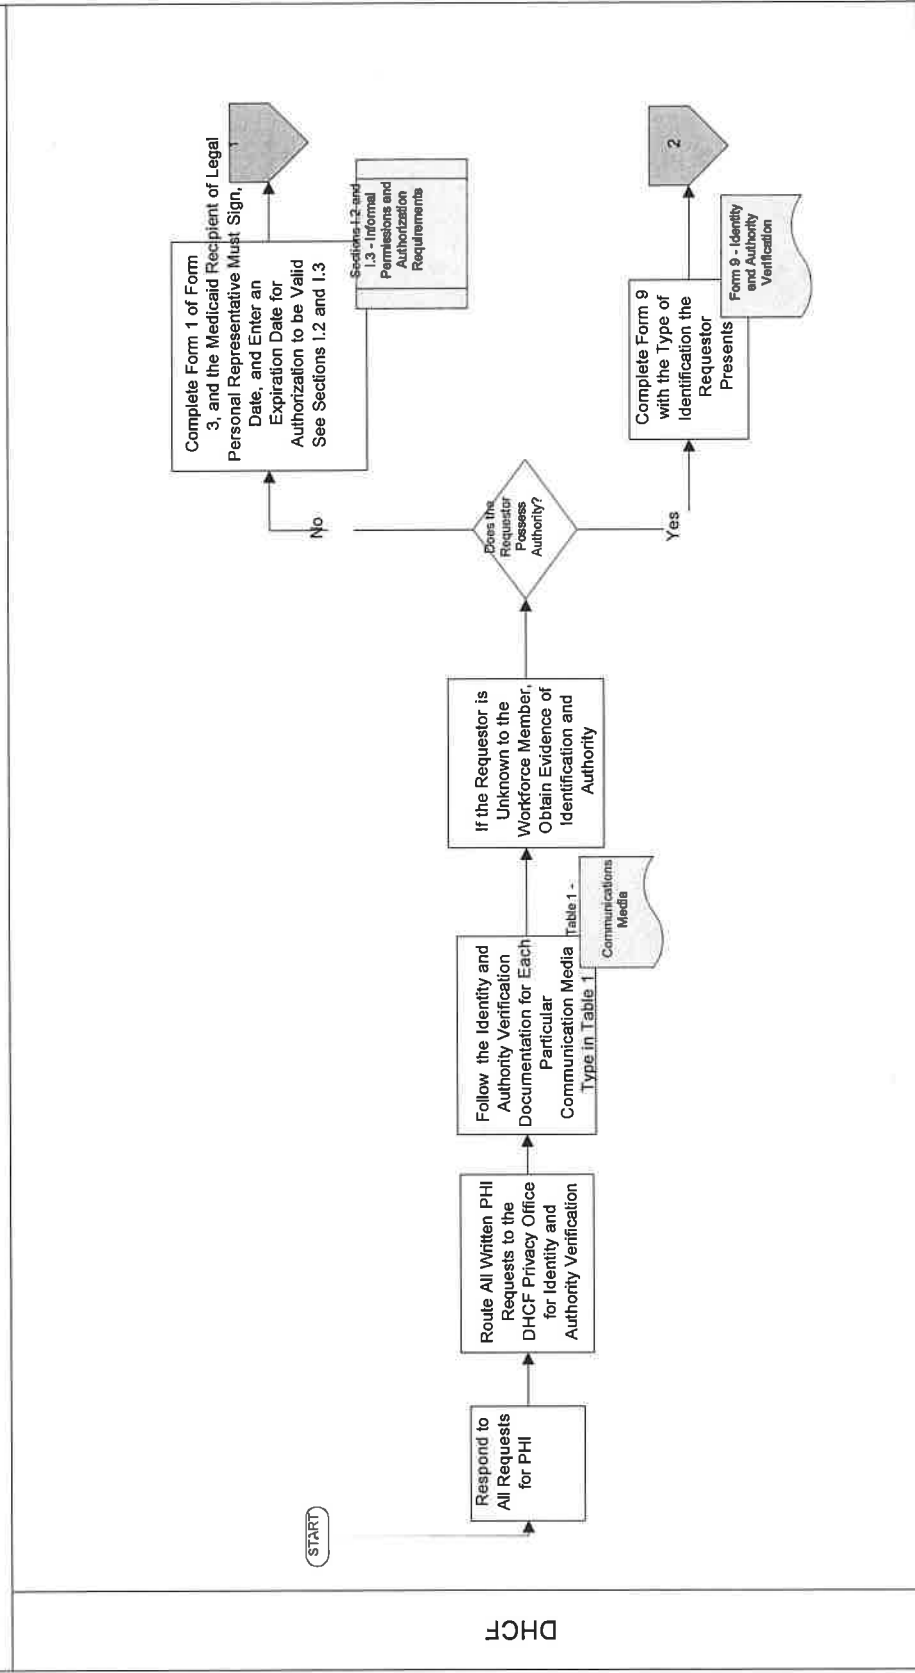 DHCF
START
Respond to
All Requests
for PHI
Route All Written PHI
Requests to the
DHCF Privacy Office
for Identity and
Authority Verification
Follow the Identity and
Authority Verification
Documentation for Each
Particular
Communication Media
Type in Table 1
Table 1 -
Communications
Media
If the Requestor is
Unknown to the
Workforce Member,
Obtain Evidence of
Identification and
Authority
Does the
Requestor
Possess
Authority?
No
Complete Form 1 of Form
3, and the Medicaid Recipient of Legal
Personal Representative Must Sign,
Date, and Enter an
Expiration Date for
Authorization to be Valid
See Sections I.2 and I.3
Sections I.2 and
I.3 - Informal
Permissions and
Authorization
Requirements
1
Yes
Complete Form 9
with the Type of
Identification the
Requestor
Presents
Form 9 - Identity
and Authority
Verification
2